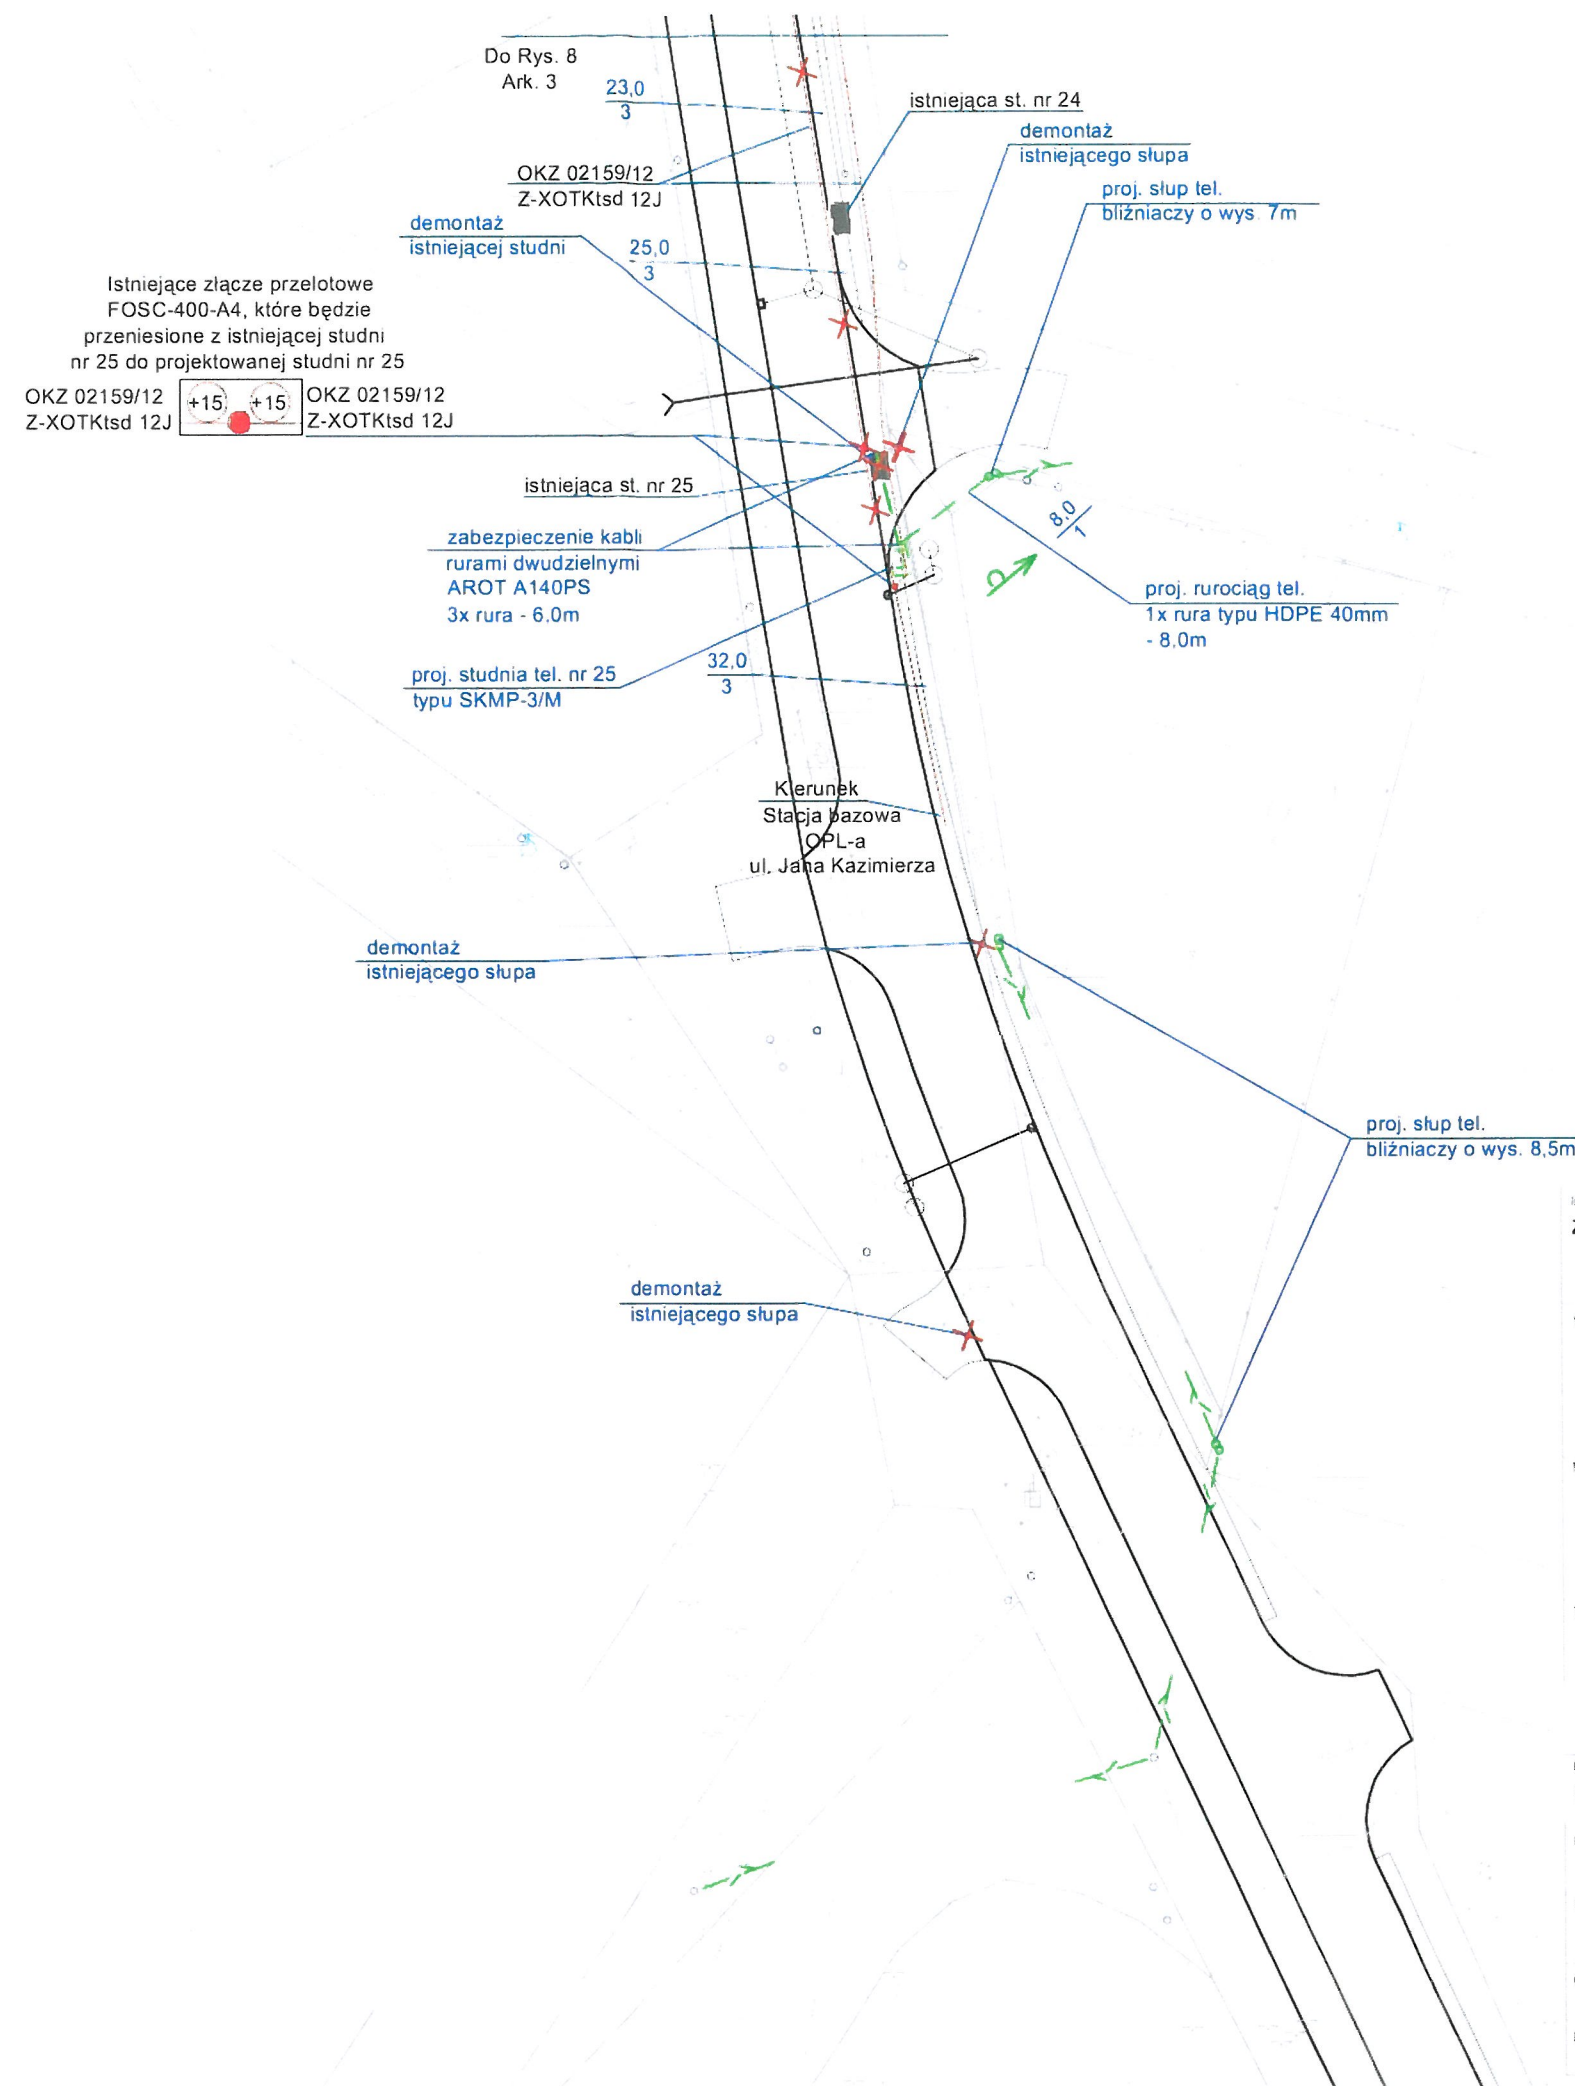 Do Rys. 8
Ark. 3
23,0
3
istniejąca st. nr 24
demontaż
istniejącego słupa
OKZ 02159/12
Z-XOTKtsd 12J
proj. słup tel.
bliźniaczy o wys. 7m
demontaż
istniejącej studni
25,0
3
Istniejące złącze przelotowe
FOSC-400-A4, które będzie
przeniesione z istniejącej studni
nr 25 do projektowanej studni nr 25
OKZ 02159/12
Z-XOTKtsd 12J
+15
+15
OKZ 02159/12
Z-XOTKtsd 12J
istniejąca st. nr 25
8,0
1
zabezpieczenie kabli
rurami dwudzielnymi
AROT A140PS
3x rura - 6,0m
proj. rurociąg tel.
1x rura typu HDPE 40mm
- 8,0m
proj. studnia tel. nr 25
typu SKMP-3/M
32,0
3
Kierunek
Stacja bazowa
OPL-a
ul. Jana Kazimierza
demontaż
istniejącego słupa
proj. słup tel.
bliźniaczy o wys. 8,5m
demontaż
istniejącego słupa